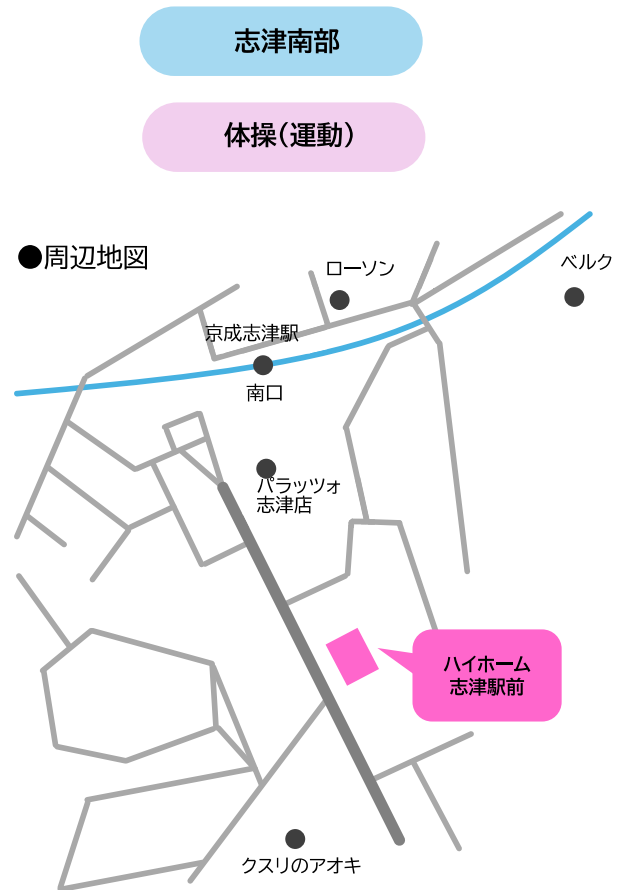 志津南部
体操（運動）
●周辺地図
ローソン
ベルク
京成志津駅
南口
パラッツォ
志津店
ハイホーム
志津駅前
クスリのアオキ